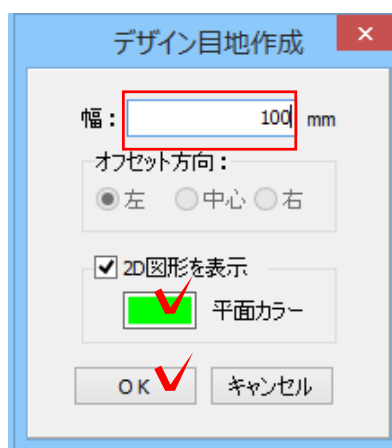 デザイン目地作成
幅： 100 mm
オフセット方向：
左 中心 右
2D図形を表示
平面カラー
OK キャンセル